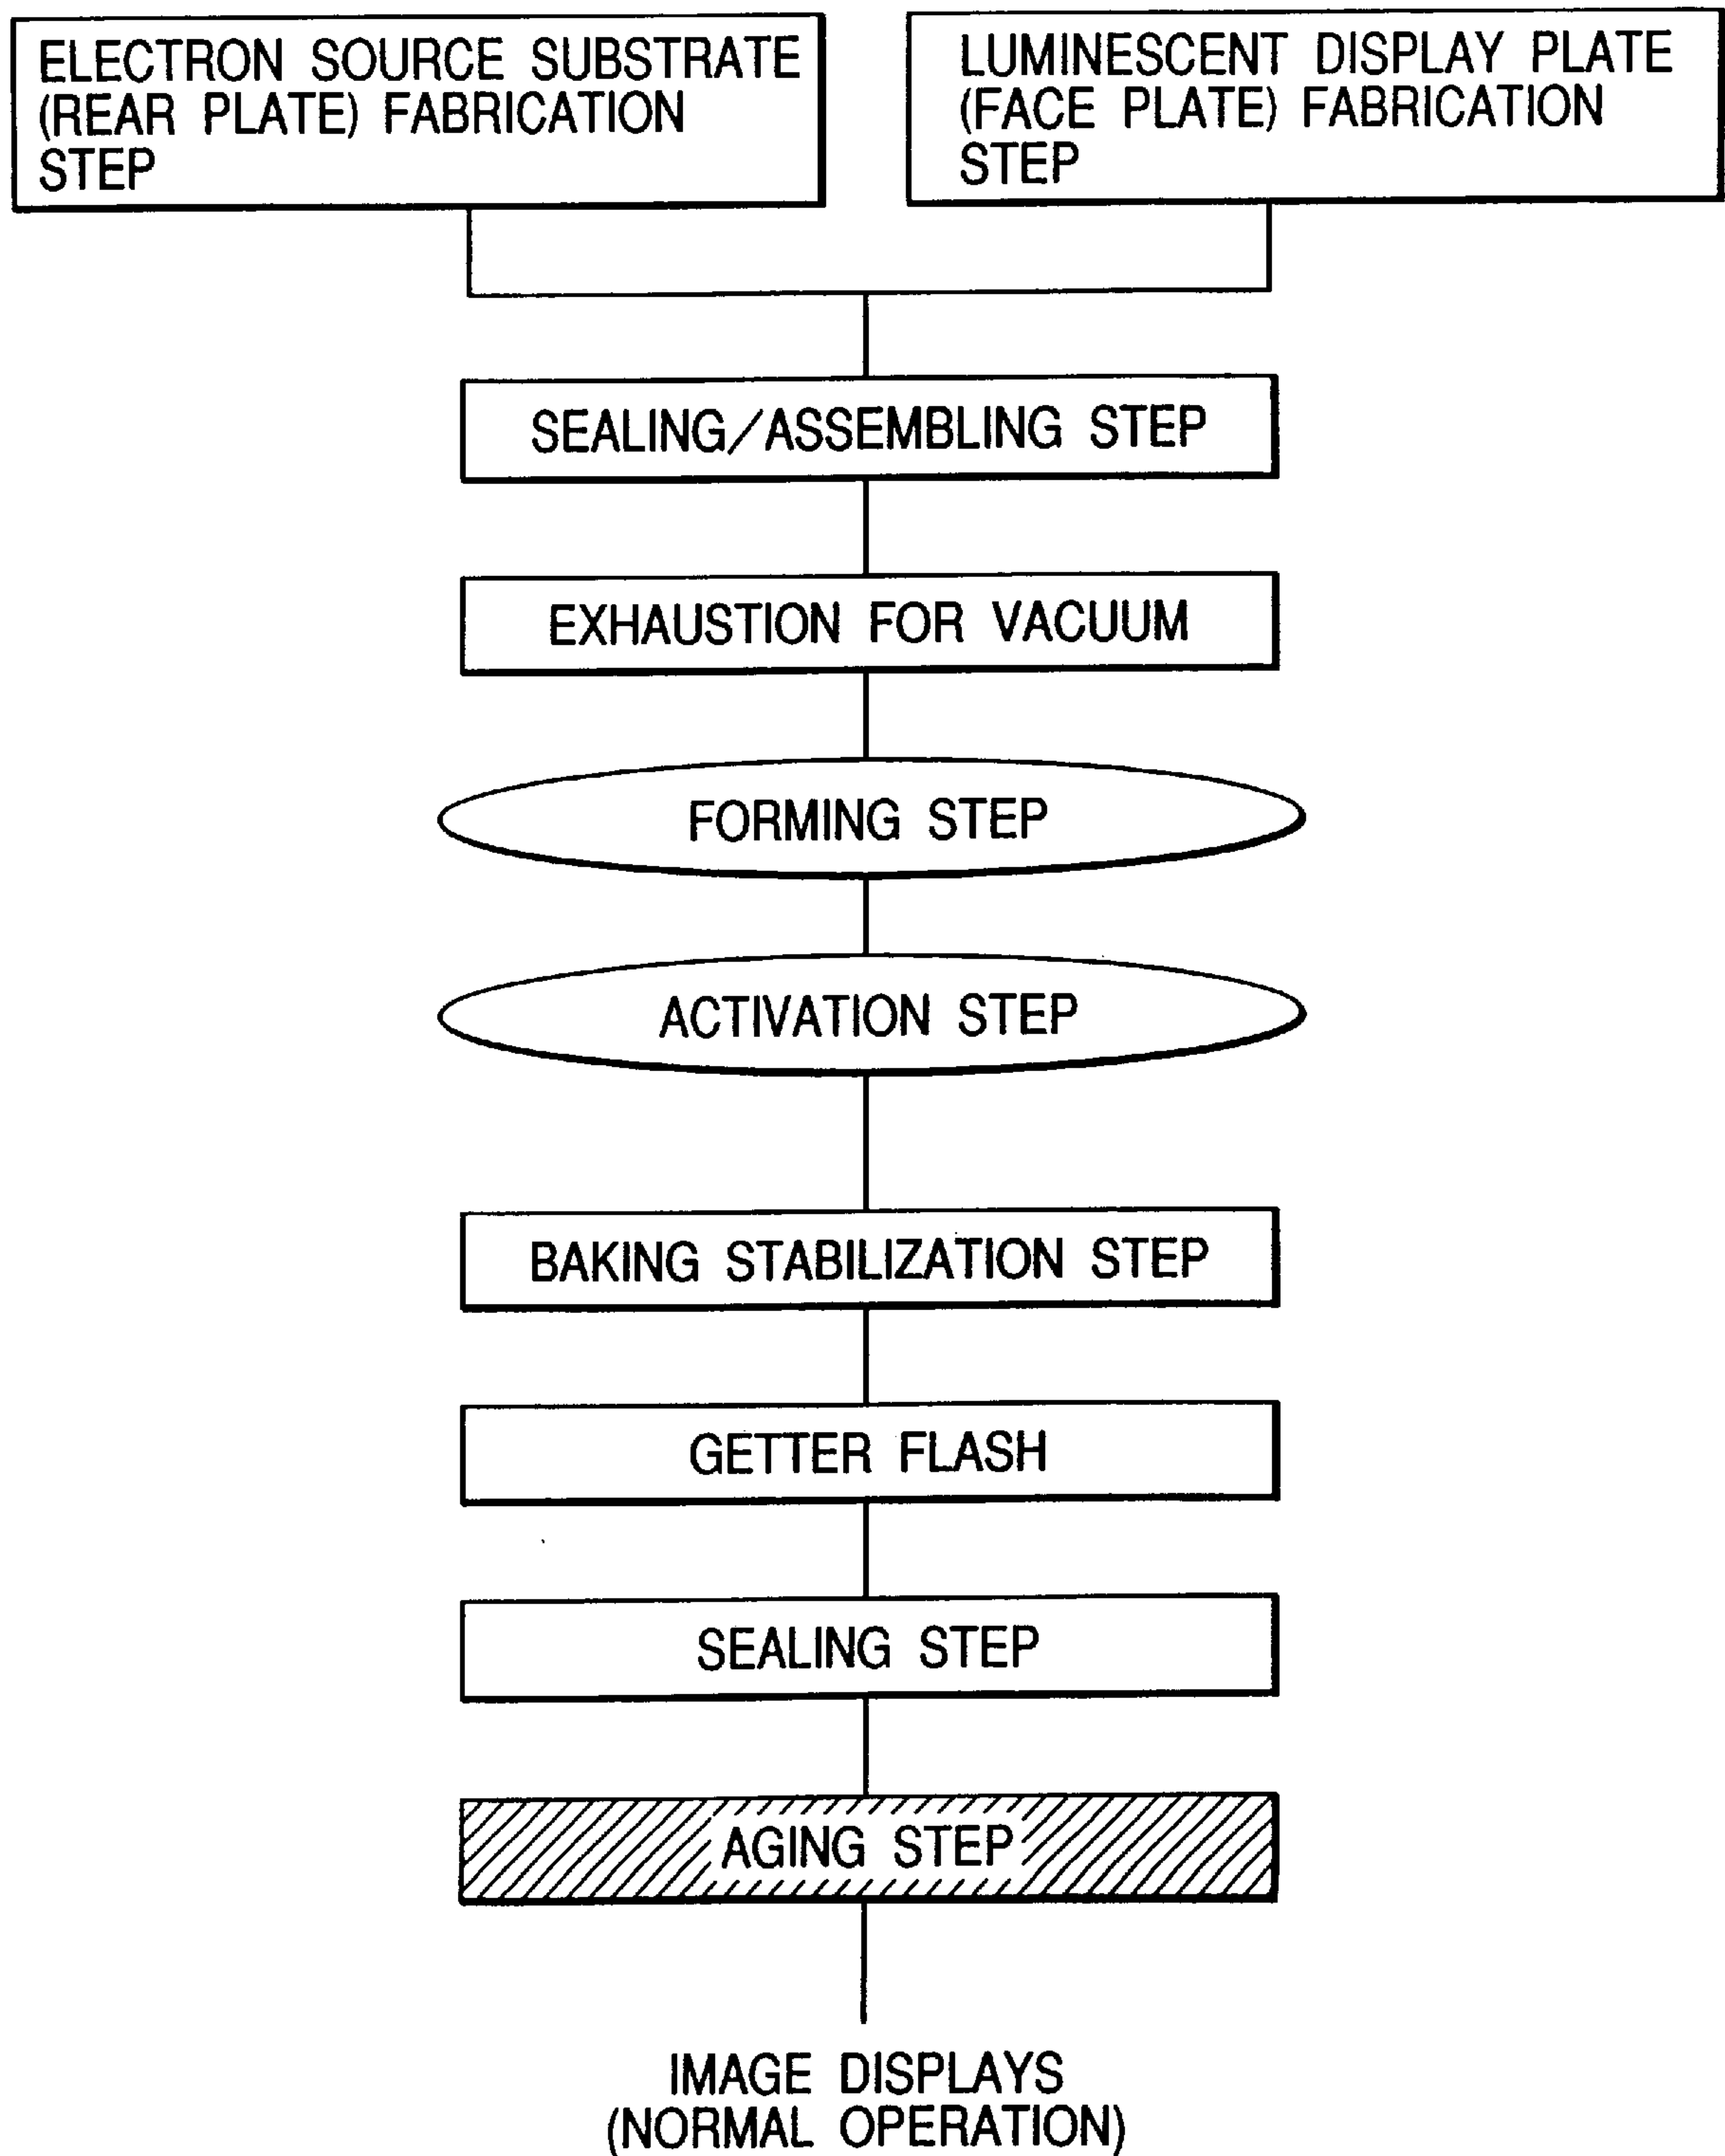 ELECTRON SOURCE SUBSTRATE
(REAR PLATE) FABRICATION
STEP
LUMINESCENT DISPLAY PLATE
(FACE PLATE) FABRICATION
STEP
SEALING/ASSEMBLING STEP
EXHAUSTION FOR VACUUM
FORMING STEP
ACTIVATION STEP
BAKING STABILIZATION STEP
GETTER FLASH
SEALING STEP
AGING STEP
IMAGE DISPLAYS
(NORMAL OPERATION)